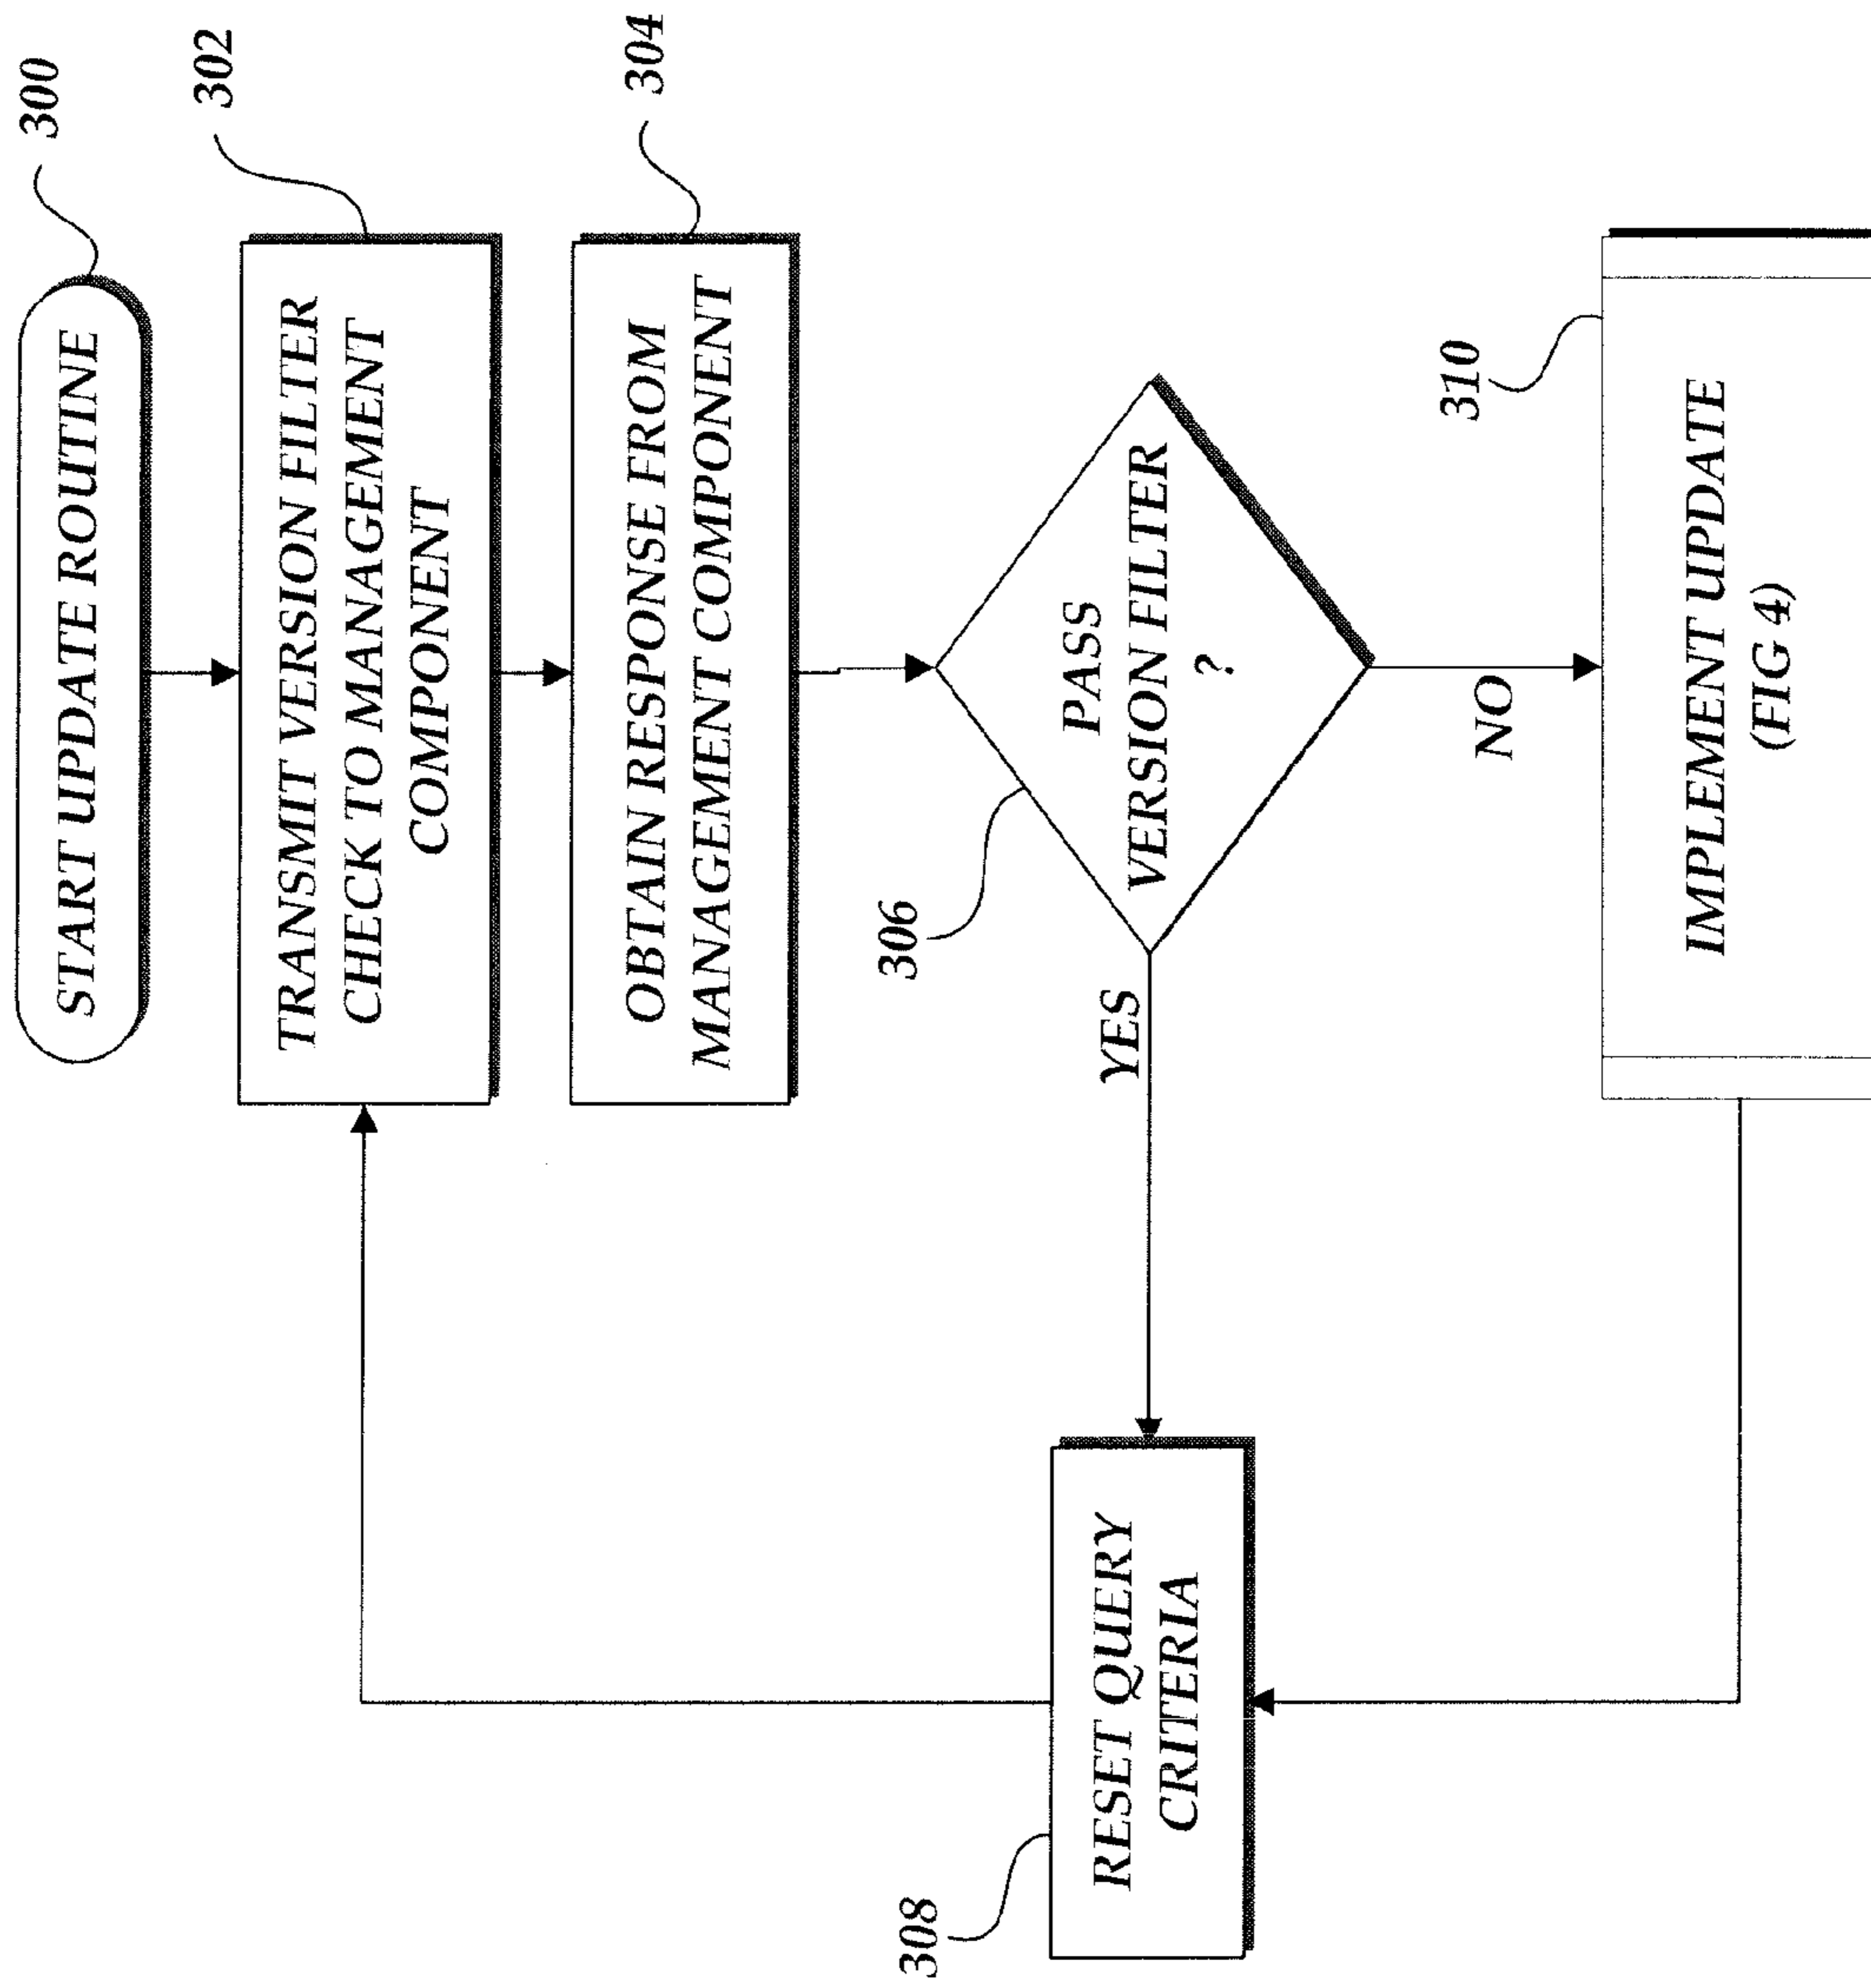 300
START UPDATE ROUTINE
302
TRANSMIT VERSION FILTER
CHECK TO MANAGEMENT
COMPONENT
304
OBTAIN RESPONSE FROM
MANAGEMENT COMPONENT
306
PASS
VERSION FILTER
?
YES
NO
308
RESET QUERY
CRITERIA
310
IMPLEMENT UPDATE
(FIG 4)